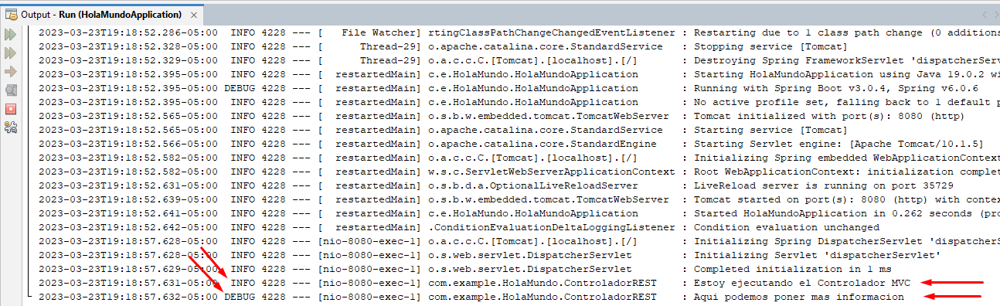 Output - Run (HolaMundoApplication) ×
2023-03-23T19:18:52.286-05:00  INFO 4228 --- [   File Watcher] rtingClassPathChangeChangedEventListener : Restarting due to 1 class path change (0 additions
2023-03-23T19:18:52.328-05:00  INFO 4228 --- [      Thread-29] o.apache.catalina.core.StandardService   : Stopping service [Tomcat]
2023-03-23T19:18:52.329-05:00  INFO 4228 --- [      Thread-29] o.a.c.c.C.[Tomcat].[localhost].[/]       : Destroying Spring FrameworkServlet 'dispatcherServ
2023-03-23T19:18:52.395-05:00  INFO 4228 --- [  restartedMain] c.e.HolaMundo.HolaMundoApplication       : Starting HolaMundoApplication using Java 19.0.2 wi
2023-03-23T19:18:52.395-05:00 DEBUG 4228 --- [  restartedMain] c.e.HolaMundo.HolaMundoApplication       : Running with Spring Boot v3.0.4, Spring v6.0.6
2023-03-23T19:18:52.395-05:00  INFO 4228 --- [  restartedMain] c.e.HolaMundo.HolaMundoApplication       : No active profile set, falling back to 1 default p
2023-03-23T19:18:52.565-05:00  INFO 4228 --- [  restartedMain] o.s.b.w.embedded.tomcat.TomcatWebServer  : Tomcat initialized with port(s): 8080 (http)
2023-03-23T19:18:52.565-05:00  INFO 4228 --- [  restartedMain] o.apache.catalina.core.StandardService   : Starting service [Tomcat]
2023-03-23T19:18:52.566-05:00  INFO 4228 --- [  restartedMain] o.apache.catalina.core.StandardEngine    : Starting Servlet engine: [Apache Tomcat/10.1.5]
2023-03-23T19:18:52.582-05:00  INFO 4228 --- [  restartedMain] o.a.c.c.C.[Tomcat].[localhost].[/]       : Initializing Spring embedded WebApplicationContext
2023-03-23T19:18:52.582-05:00  INFO 4228 --- [  restartedMain] w.s.c.ServletWebServerApplicationContext : Root WebApplicationContext: initialization complet
2023-03-23T19:18:52.631-05:00  INFO 4228 --- [  restartedMain] o.s.b.d.a.OptionalLiveReloadServer       : LiveReload server is running on port 35729
2023-03-23T19:18:52.639-05:00  INFO 4228 --- [  restartedMain] o.s.b.w.embedded.tomcat.TomcatWebServer  : Tomcat started on port(s): 8080 (http) with contex
2023-03-23T19:18:52.641-05:00  INFO 4228 --- [  restartedMain] c.e.HolaMundo.HolaMundoApplication       : Started HolaMundoApplication in 0.262 seconds (pro
2023-03-23T19:18:52.642-05:00  INFO 4228 --- [  restartedMain] .ConditionEvaluationDeltaLoggingListener : Condition evaluation unchanged
2023-03-23T19:18:57.628-05:00  INFO 4228 --- [nio-8080-exec-1] o.a.c.c.C.[Tomcat].[localhost].[/]       : Initializing Spring DispatcherServlet 'dispatcherS
2023-03-23T19:18:57.628-05:00  INFO 4228 --- [nio-8080-exec-1] o.s.web.servlet.DispatcherServlet        : Initializing Servlet 'dispatcherServlet'
2023-03-23T19:18:57.629-05:00  INFO 4228 --- [nio-8080-exec-1] o.s.web.servlet.DispatcherServlet        : Completed initialization in 1 ms
2023-03-23T19:18:57.631-05:00  INFO 4228 --- [nio-8080-exec-1] com.example.HolaMundo.ControladorREST    : Estoy ejecutando el Controlador MVC
2023-03-23T19:18:57.632-05:00 DEBUG 4228 --- [nio-8080-exec-1] com.example.HolaMundo.ControladorREST    : Aqui podemos poner mas informacion